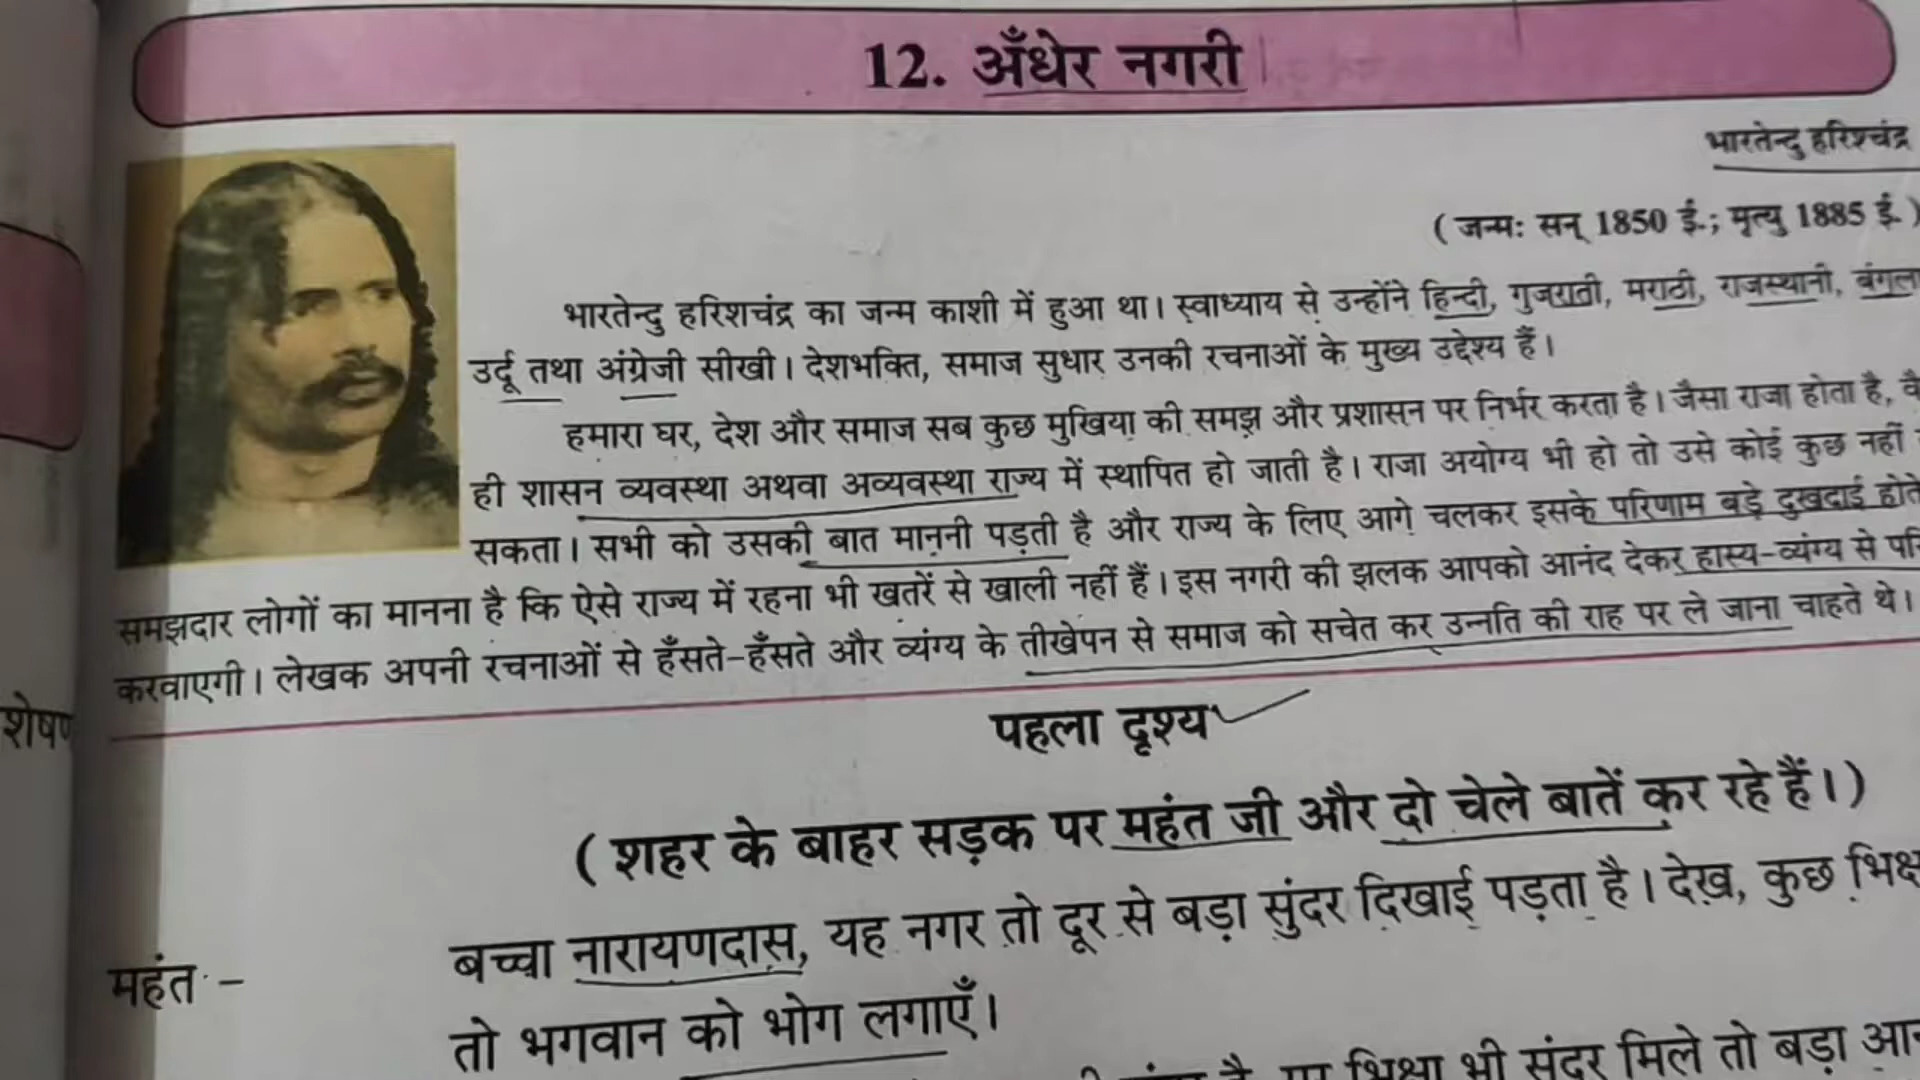 12. अँधेर नगरी
भारतेन्दु हरिश्चंद्र
( जन्म: सन् 1850 ई.; मृत्यु 1885 ई. )
भारतेन्दु हरिशचंद्र का जन्म काशी में हुआ था। स्वाध्याय से उन्होंने हिन्दी, गुजराती, मराठी, राजस्थानी, बंगला
उर्दू तथा अंग्रेजी सीखी। देशभक्ति, समाज सुधार उनकी रचनाओं के मुख्य उद्देश्य हैं।
हमारा घर, देश और समाज सब कुछ मुखिया की समझ और प्रशासन पर निर्भर करता है। जैसा राजा होता है,
ही शासन व्यवस्था अथवा अव्यवस्था राज्य में स्थापित हो जाती है। राजा अयोग्य भी हो तो उसे कोई कुछ नहीं
सकता। सभी को उसकी बात माननी पड़ती है और राज्य के लिए आगे चलकर इसके परिणाम बड़े दुखदाई होते
समझदार लोगों का मानना है कि ऐसे राज्य में रहना भी खतरें से खाली नहीं हैं। इस नगरी की झलक आपको आनंद देकर हास्य-व्यंग्य से
करवाएगी। लेखक अपनी रचनाओं से हँसते-हँसते और व्यंग्य के तीखेपन से समाज को सचेत कर उन्नति की राह पर ले जाना चाहते थे।
शेषण
पहला दृश्य
( शहर के बाहर सड़क पर महंत जी और दो चेले बातें कर रहे हैं।)
महंत - बच्चा नारायणदास, यह नगर तो दूर से बड़ा सुंदर दिखाई पड़ता है। देख, कुछ
तो भगवान को भोग लगाएँ।
भिक्षा भी सुंदर मिले तो बड़ा